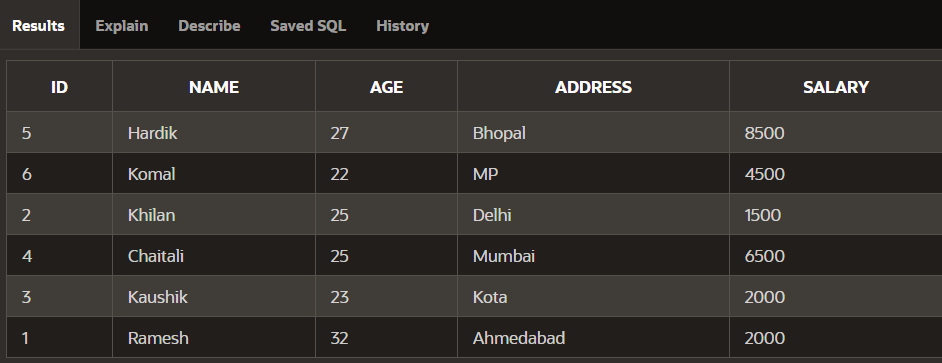 Results Explain Describe Saved SQL History
ID NAME AGE ADDRESS SALARY
5 Hardik 27 Bhopal 8500
6 Komal 22 MP 4500
2 Khilan 25 Delhi 1500
4 Chaitali 25 Mumbai 6500
3 Kaushik 23 Kota 2000
1 Ramesh 32 Ahmedabad 2000